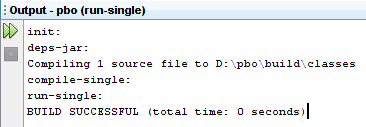 Output - pbo (run-single)
init:
deps-jar:
Compiling 1 source file to D:\pbo\build\classes
compile-single:
run-single:
BUILD SUCCESSFUL (total time: 0 seconds)